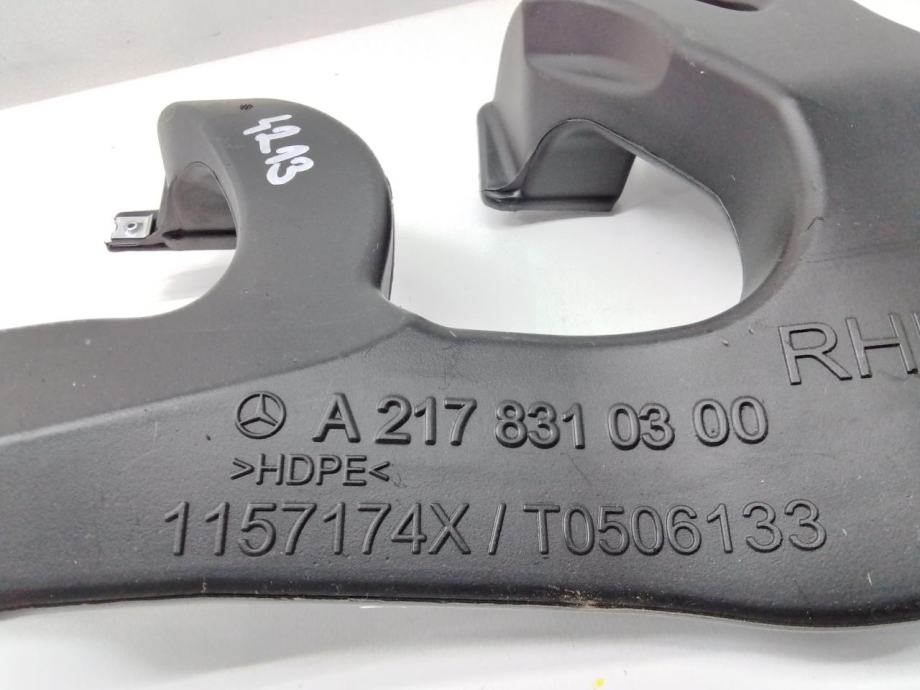 4213
RH
A 217 831 03 00
>HDPE<
1157174X / T0506133